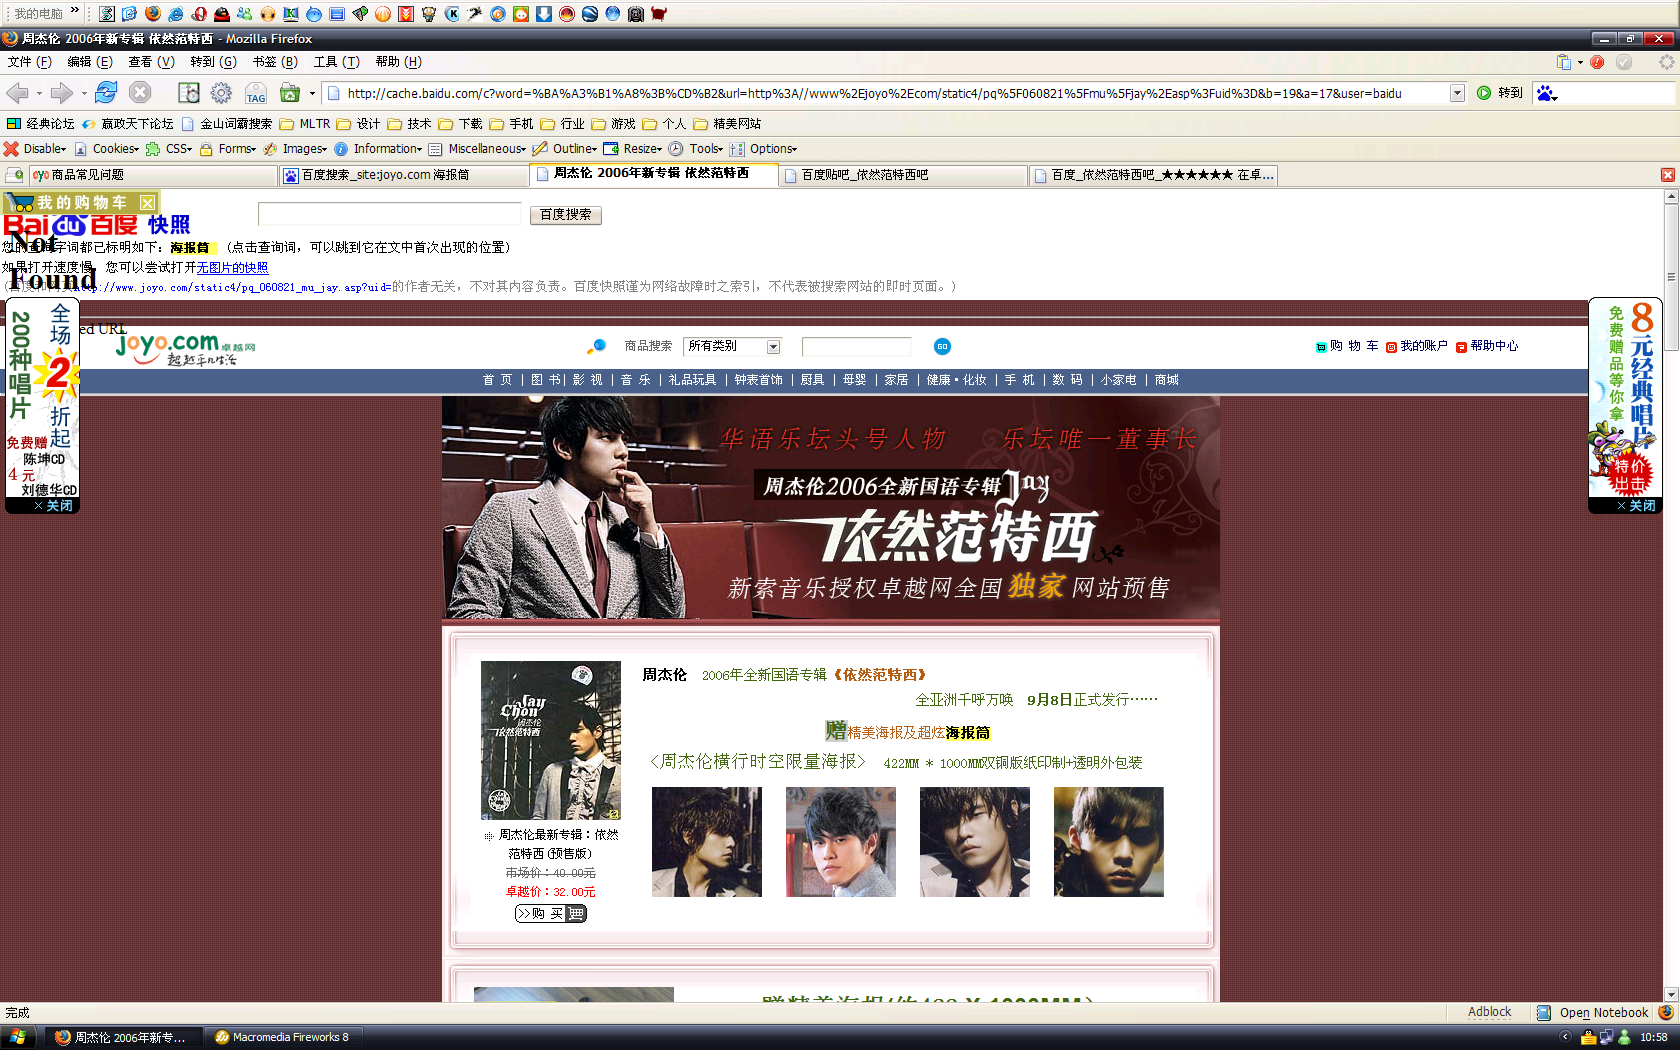 我的电脑 »
周杰伦 2006年新专辑 依然范特西 - Mozilla Firefox
文件 (F) 编辑 (E) 查看 (V) 转到 (G) 书签 (B) 工具 (T) 帮助 (H)
TAG http://cache.baidu.com/c?word=%BA%A3%B1%A8%3B%CD%B2&url=http%3A//www%2Ejoyo%2Ecom/static4/pq%5F060821%5Fmu%5Fjay%2Easp%3Fuid%3D&b=19&a=17&user=baidu 转到
经典论坛 嬴政天下论坛 金山词霸搜索 MLTR 设计 技术 下载 手机 行业 游戏 个人 精美网站
Disable Cookies CSS Forms Images Information Miscellaneous Outline Resize Tools Options
商品常见问题 百度搜索_site:joyo.com 海报筒 周杰伦 2006年新专辑 依然范特西 百度贴吧_依然范特西吧 百度_依然范特西吧_★★★★★★ 在卓...
我的购物车
Baidu百度 快照 百度搜索
Not Found
您的查询字词都已标明如下：海报筒 (点击查询词，可以跳到它在文中首次出现的位置)
如果打开速度慢，您可以尝试打开无图片的快照
(百度和网页http://www.joyo.com/static4/pq_060821_mu_jay.asp?uid=的作者无关，不对其内容负责。百度快照谨为网络故障时之索引，不代表被搜索网站的即时页面。)
ed URL
joyo.com 卓越网
超越平凡生活
商品搜索 所有类别 GO 购 物 车 我的账户 帮助中心
首 页 | 图 书 | 影 视 | 音 乐 | 礼品玩具 | 钟表首饰 | 厨具 | 母婴 | 家居 | 健康·化妆 | 手 机 | 数 码 | 小家电 | 商城
全场2折起
200种唱片
免费赠
陈坤CD
4元
刘德华CD
×关闭
8元经典唱片
免费赠品等你拿
特价出击
×关闭
华语乐坛头号人物 乐坛唯一董事长
周杰伦2006全新国语专辑 Jay
依然范特西
新索音乐授权卓越网全国独家网站预售
Jay Chou
周杰伦
依然范特西
周杰伦 2006年全新国语专辑《依然范特西》
全亚洲千呼万唤 9月8日正式发行……
赠精美海报及超炫海报筒
<周杰伦横行时空限量海报> 422MM * 1000MM双铜版纸印制+透明外包装
周杰伦最新专辑：依然
范特西(预售版)
市场价：40.00元
卓越价：32.00元
>>购 买
赠精美海报(约422 X 1000MM)
完成 Adblock Open Notebook
周杰伦 2006年新专... Macromedia Fireworks 8 10:58